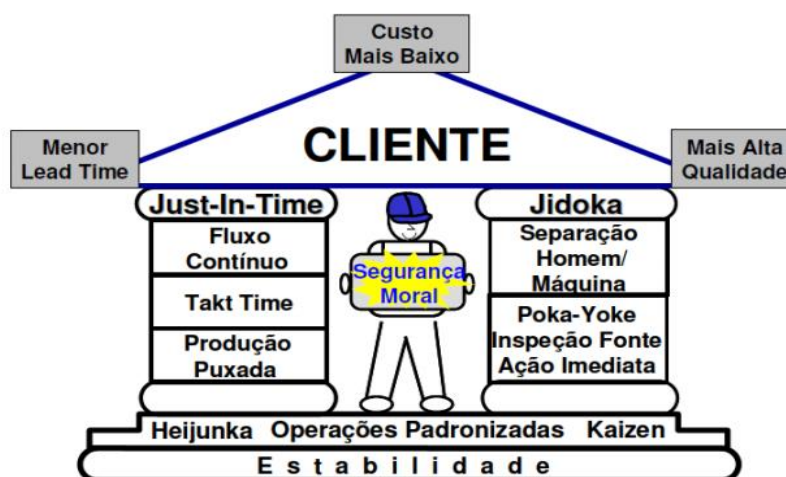 Custo
Mais Baixo
Menor
Lead Time
CLIENTE
Mais Alta
Qualidade
Just-In-Time
Fluxo
Contínuo
Takt Time
Produção
Puxada
Segurança
Moral
Jidoka
Separação
Homem/
Máquina
Poka-Yoke
Inspeção Fonte
Ação Imediata
Heijunka Operações Padronizadas Kaizen
Estabilidade